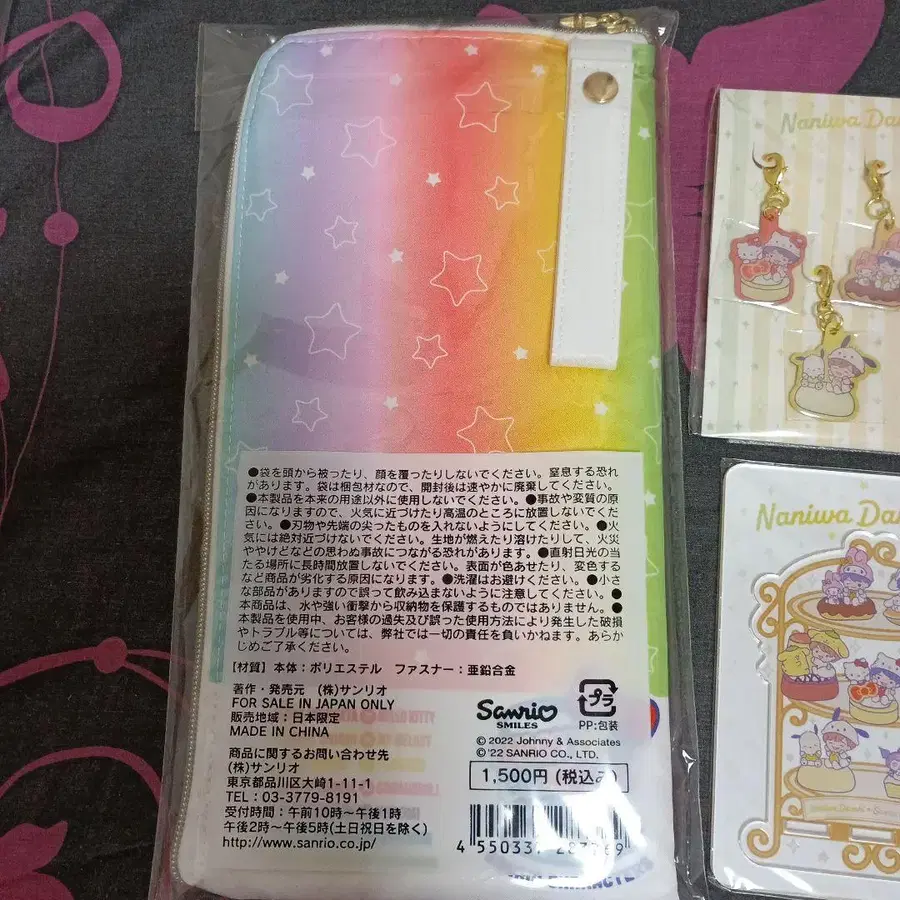 ●袋を頭から被ったり、顔を覆ったりしないでください。窒息する恐れ
があります。袋は梱包材なので、開封後は速やかに廃棄してください。
●本製品を本来の用途以外に使用しないでください。●事故や変質の原
因になりますので、火気に近づけたり高温のところに放置しないでくだ
さい。●刃物や先端の尖ったものを入れないようにしてください。●火
気には絶対近づけないでください。生地が燃えたり溶けたりして、火災
ややけどなどの思わぬ事故につながる恐れがあります。●直射日光の当
たる場所に長時間放置しないでください。表面が色あせたり、変色する
など商品が劣化する原因になります。●洗濯はお避けください。●小さ
な部品がありますので誤って飲み込まないように注意してください。●
本商品は、水や強い衝撃から収納物を保護するものではありません。●
本製品を使用中、お客様の過失及び誤った使用方法により発生した破損
やトラブル等については、弊社では一切の責任を負いかねます。あらか
じめご了承ください。
【材質】本体：ポリエステル ファスナー：亜鉛合金
著作・発売元 (株)サンリオ
FOR SALE IN JAPAN ONLY
販売地域：日本限定
MADE IN CHINA
商品に関するお問い合わせ先
(株)サンリオ
東京都品川区大崎1-11-1
TEL：03-3779-8191
受付時間：午前10時～午後1時
午後2時～午後5時(土日祝日を除く)
http://www.sanrio.co.jp/
Sanrio
SMILES
プラ
PP:包装
© 2022 Johnny & Associates
© '22 SANRIO CO., LTD.
1,500円 (税込み)
Naniwa
Naniwa